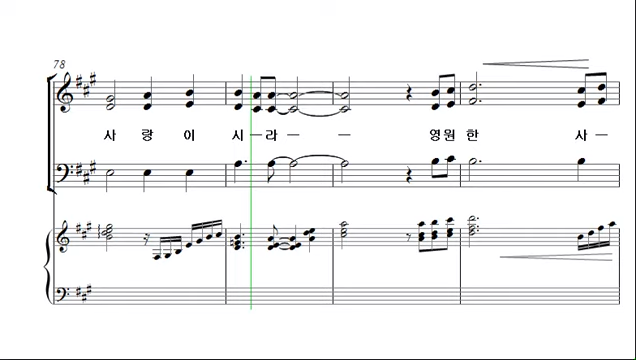 78
사 랑 이 시 – 라 – – 영원 한 사 –